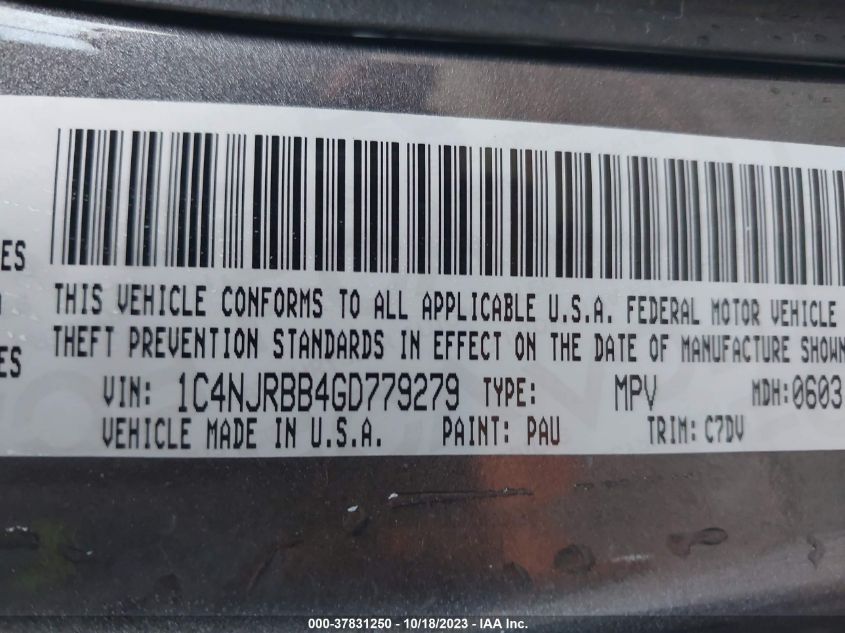 ES
THIS VEHICLE CONFORMS TO ALL APPLICABLE U.S.A. FEDERAL MOTOR VEHICLE
THEFT PREVENTION STANDARDS IN EFFECT ON THE DATE OF MANUFACTURE SHOWN
ES
VIN: 1C4NJRBB4GD779279 TYPE: MPV MDH: 0603
VEHICLE MADE IN U.S.A. PAINT: PAU TRIM: C7DV
000-37831250 - 10/18/2023 - IAA Inc.